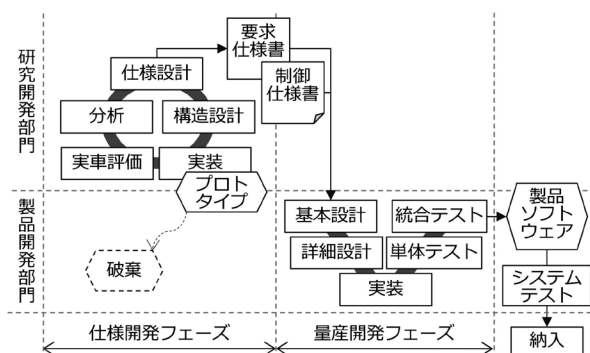 研究開発部門
要求
仕様書
制御
仕様書
仕様設計
分析
構造設計
実車評価
実装
プロト
タイプ
製品開発部門
破棄
基本設計
統合テスト
詳細設計
単体テスト
実装
製品
ソフト
ウェア
システム
テスト
納入
仕様開発フェーズ
量産開発フェーズ